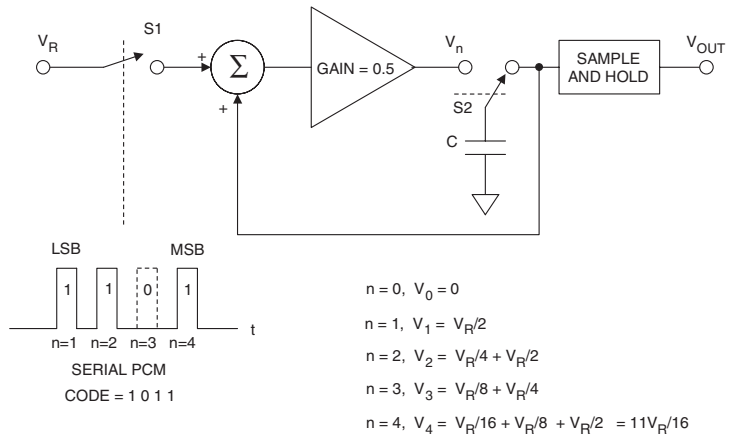 V_R
S1
+
+
Σ
GAIN = 0.5
V_n
S2
C
SAMPLE
AND HOLD
V_OUT
LSB
MSB
1
1
0
1
t
n=1 n=2 n=3 n=4
SERIAL PCM
CODE = 1 0 1 1
n = 0, V_0 = 0
n = 1, V_1 = V_R/2
n = 2, V_2 = V_R/4 + V_R/2
n = 3, V_3 = V_R/8 + V_R/4
n = 4, V_4 = V_R/16 + V_R/8 + V_R/2 = 11V_R/16